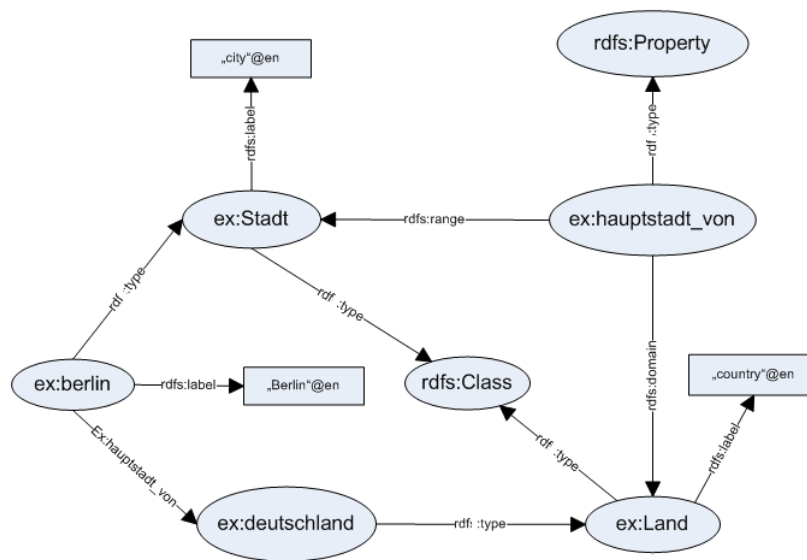 „city“@en
rdfs:Property
rdfs:label
rdf :type
ex:Stadt
rdfs:range
ex:hauptstadt_von
rdf :type
rdf :type
rdfs:domain
ex:berlin
rdfs:label
„Berlin“@en
rdfs:Class
„country“@en
Ex:hauptstadt_von
rdf :type
rdfs:label
ex:deutschland
rdf :type
ex:Land